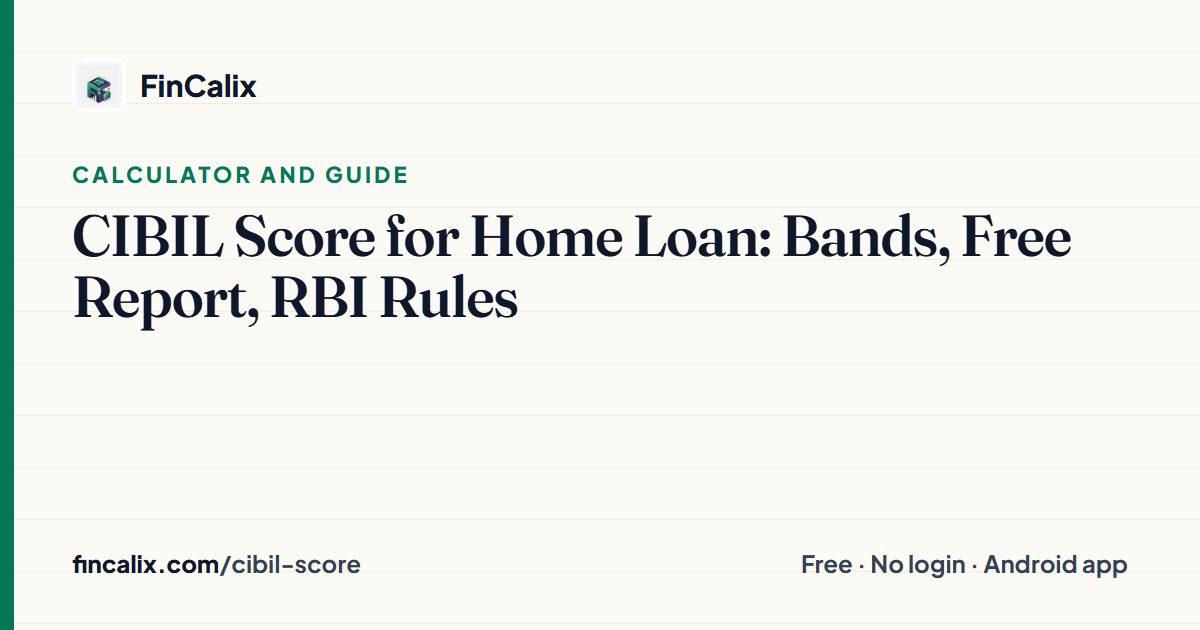 FinCalix
CALCULATOR AND GUIDE
CIBIL Score for Home Loan: Bands, Free
Report, RBI Rules
fincalix.com/cibil-score
Free · No login · Android app